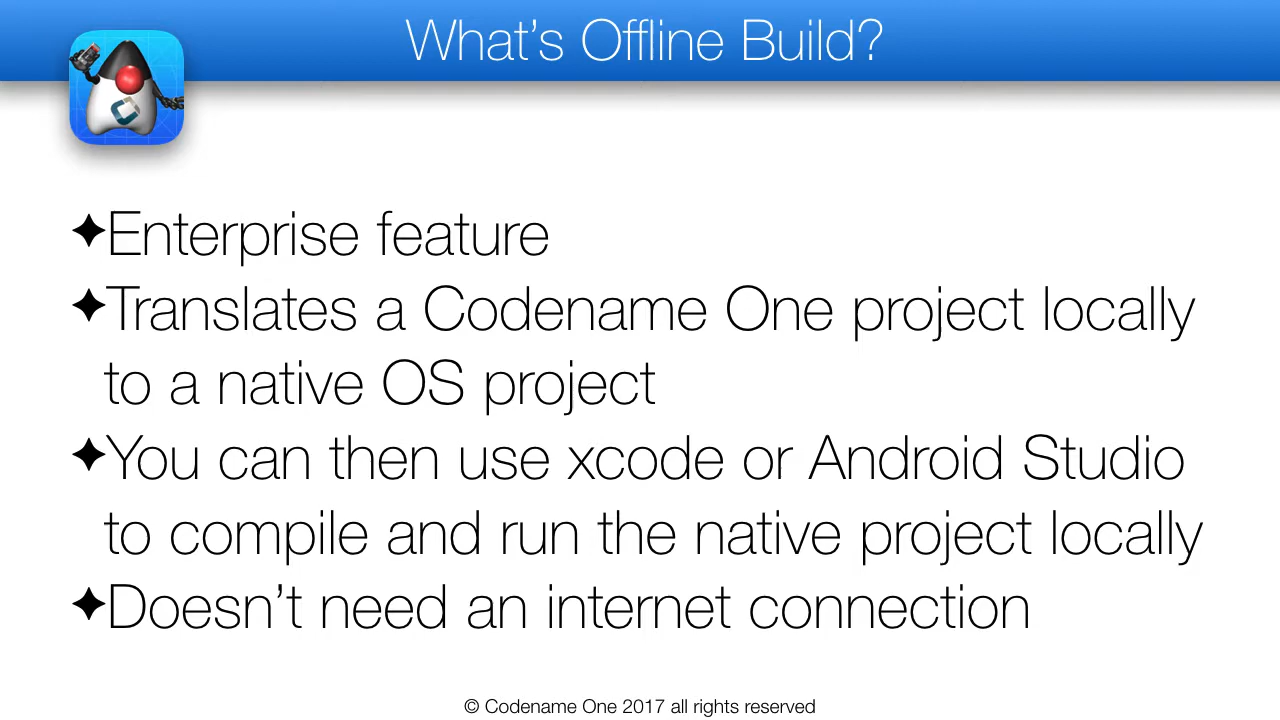 What's Offline Build?
✦Enterprise feature
✦Translates a Codename One project locally
to a native OS project
✦You can then use xcode or Android Studio
to compile and run the native project locally
✦Doesn't need an internet connection
© Codename One 2017 all rights reserved